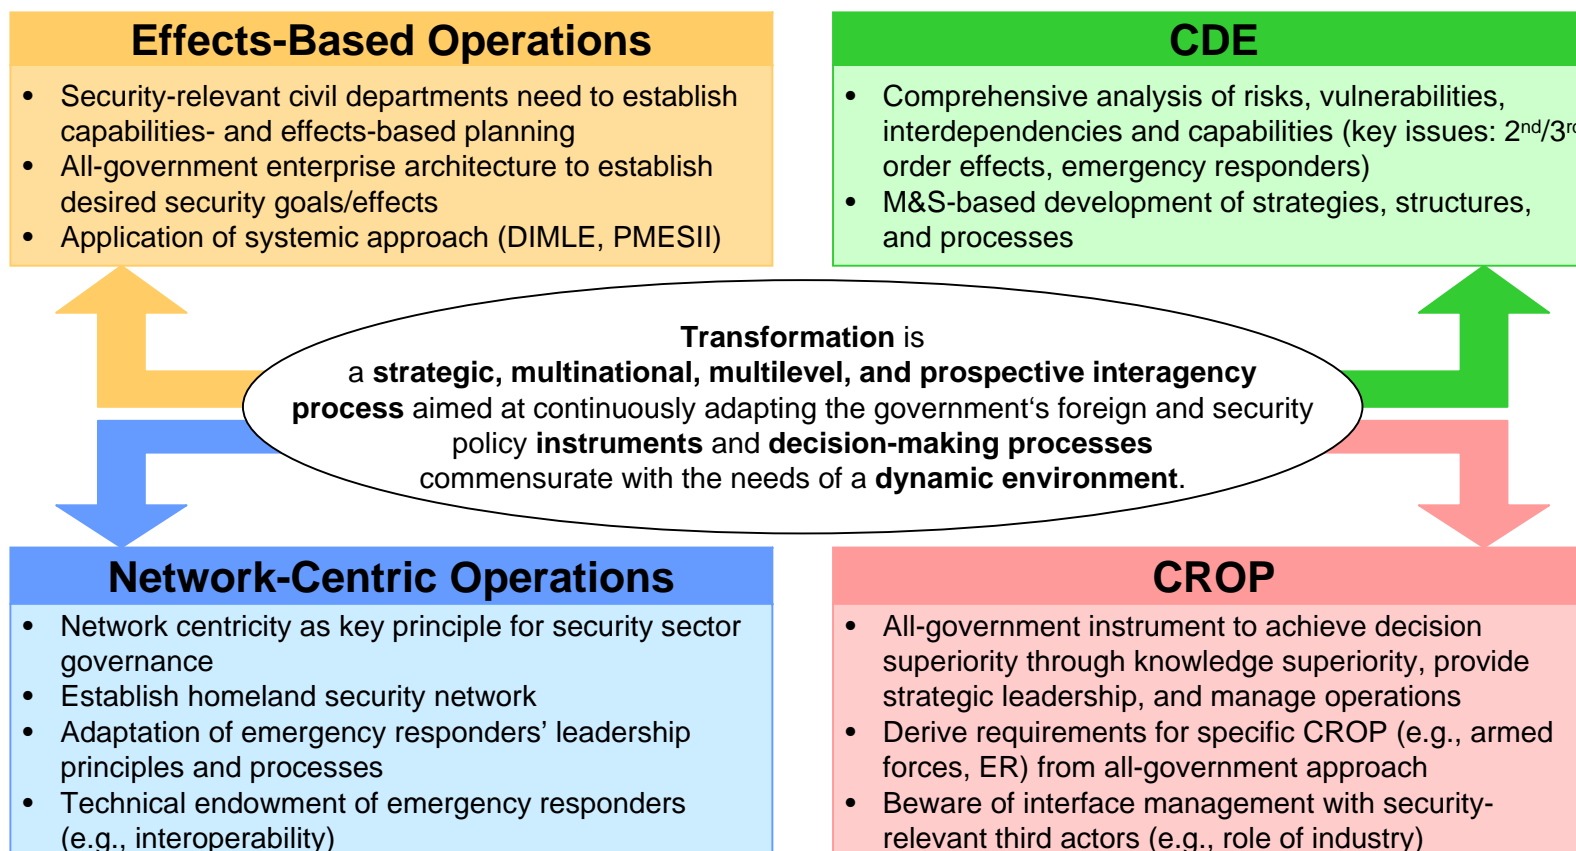 Effects-Based Operations
• Security-relevant civil departments need to establish
capabilities- and effects-based planning
• All-government enterprise architecture to establish
desired security goals/effects
• Application of systemic approach (DIMLE, PMESII)
CDE
• Comprehensive analysis of risks, vulnerabilities,
interdependencies and capabilities (key issues: 2nd/3rd
order effects, emergency responders)
• M&S-based development of strategies, structures,
and processes
Transformation is
a strategic, multinational, multilevel, and prospective interagency
process aimed at continuously adapting the government‘s foreign and security
policy instruments and decision-making processes
commensurate with the needs of a dynamic environment.
Network-Centric Operations
• Network centricity as key principle for security sector
governance
• Establish homeland security network
• Adaptation of emergency responders’ leadership
principles and processes
• Technical endowment of emergency responders
(e.g., interoperability)
CROP
• All-government instrument to achieve decision
superiority through knowledge superiority, provide
strategic leadership, and manage operations
• Derive requirements for specific CROP (e.g., armed
forces, ER) from all-government approach
• Beware of interface management with security-
relevant third actors (e.g., role of industry)